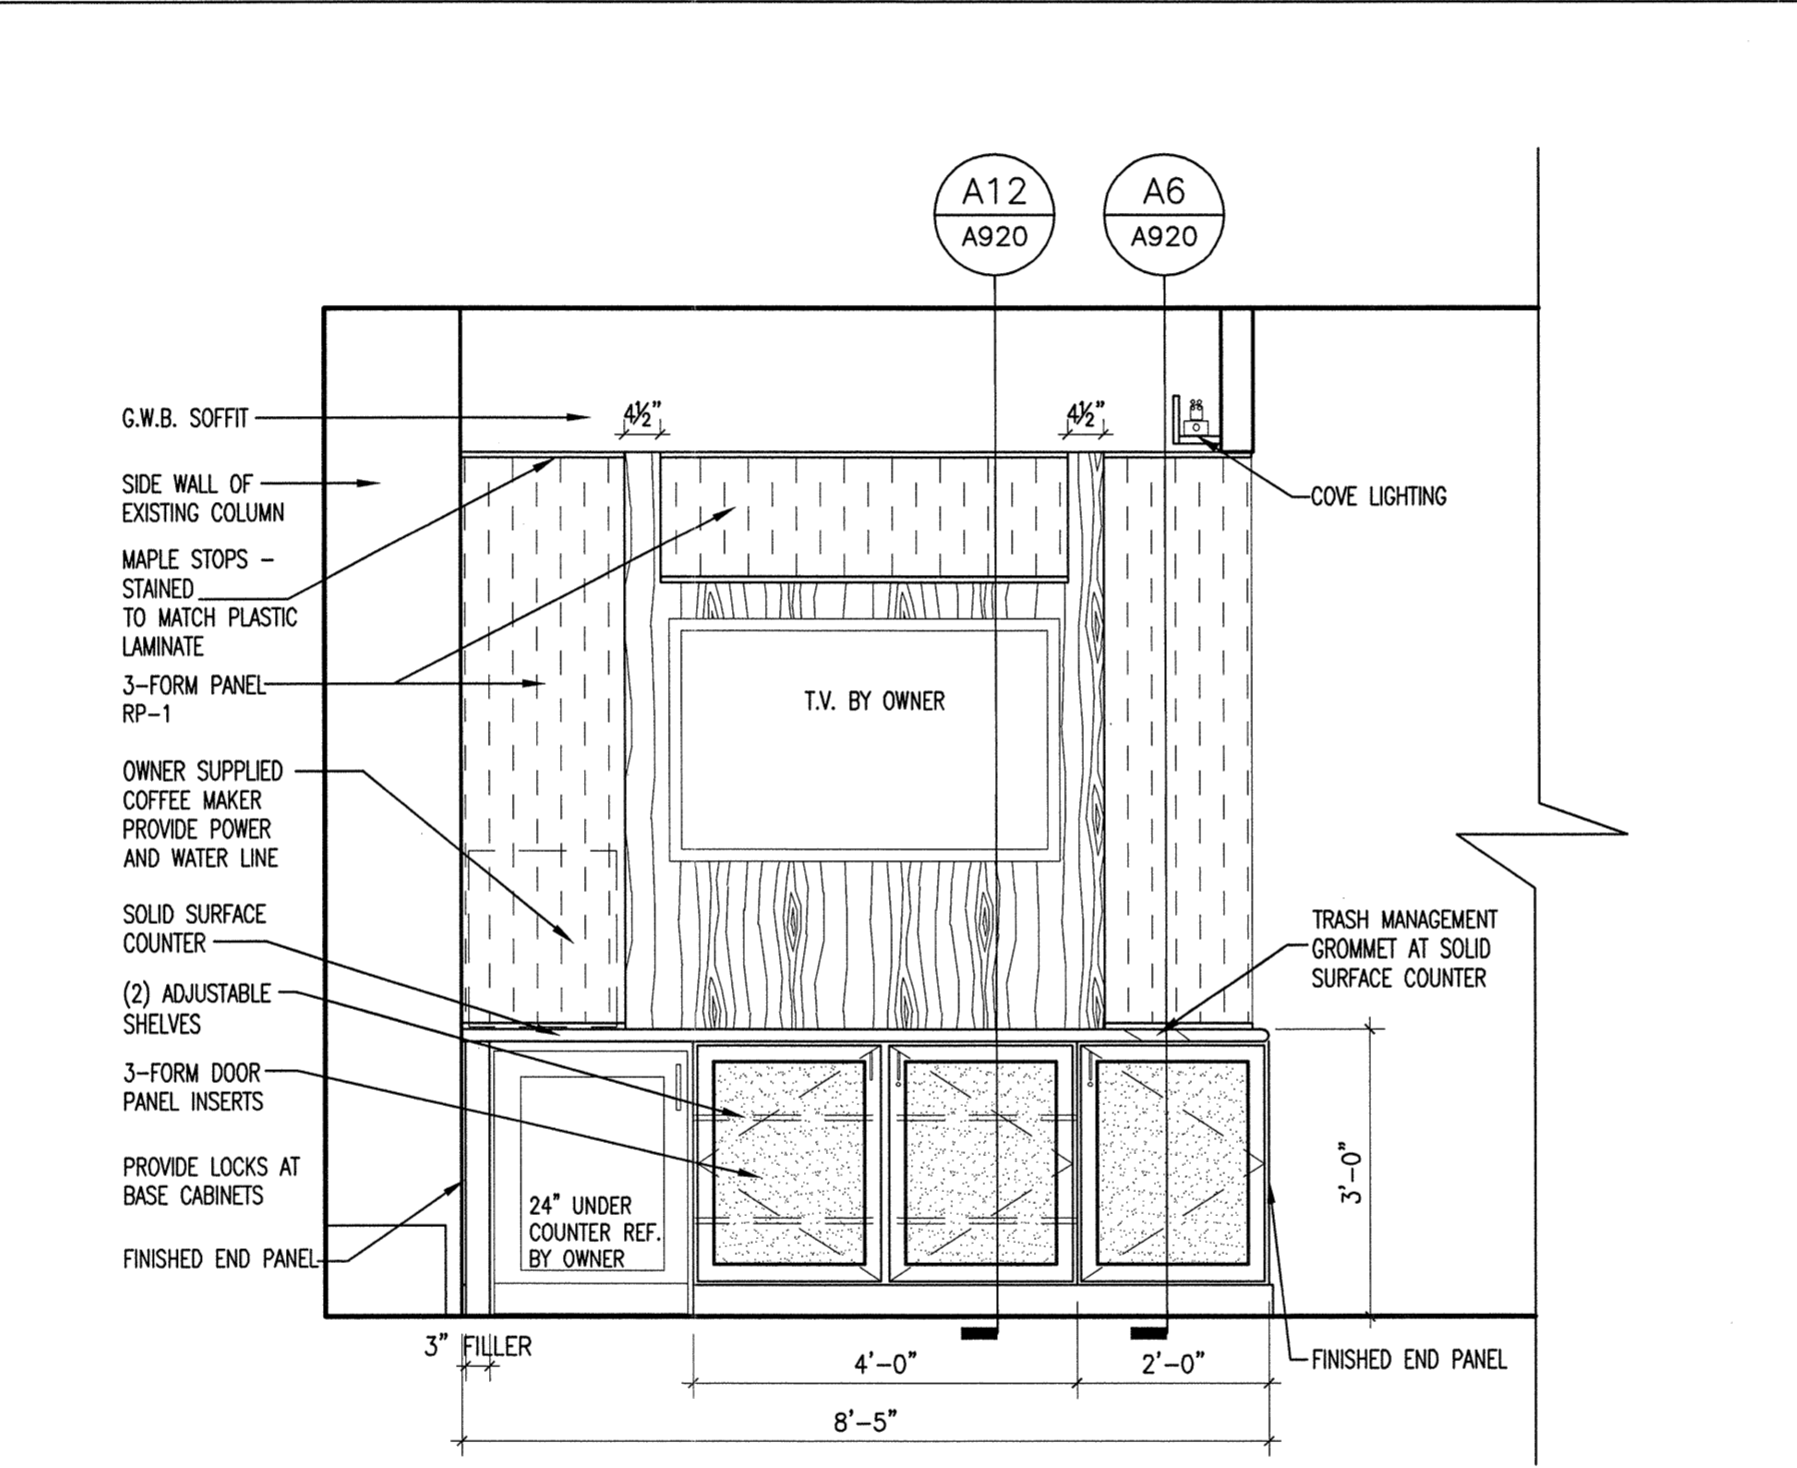 A12
A920
A6
A920
G.W.B. SOFFIT
4½"
4½"
SIDE WALL OF
EXISTING COLUMN
COVE LIGHTING
MAPLE STOPS -
STAINED
TO MATCH PLASTIC
LAMINATE
3-FORM PANEL
RP-1
T.V. BY OWNER
OWNER SUPPLIED
COFFEE MAKER
PROVIDE POWER
AND WATER LINE
SOLID SURFACE
COUNTER
TRASH MANAGEMENT
GROMMET AT SOLID
SURFACE COUNTER
(2) ADJUSTABLE
SHELVES
3-FORM DOOR
PANEL INSERTS
PROVIDE LOCKS AT
BASE CABINETS
24" UNDER
COUNTER REF.
BY OWNER
3'-0"
FINISHED END PANEL
3" FILLER
4'-0"
2'-0"
FINISHED END PANEL
8'-5"